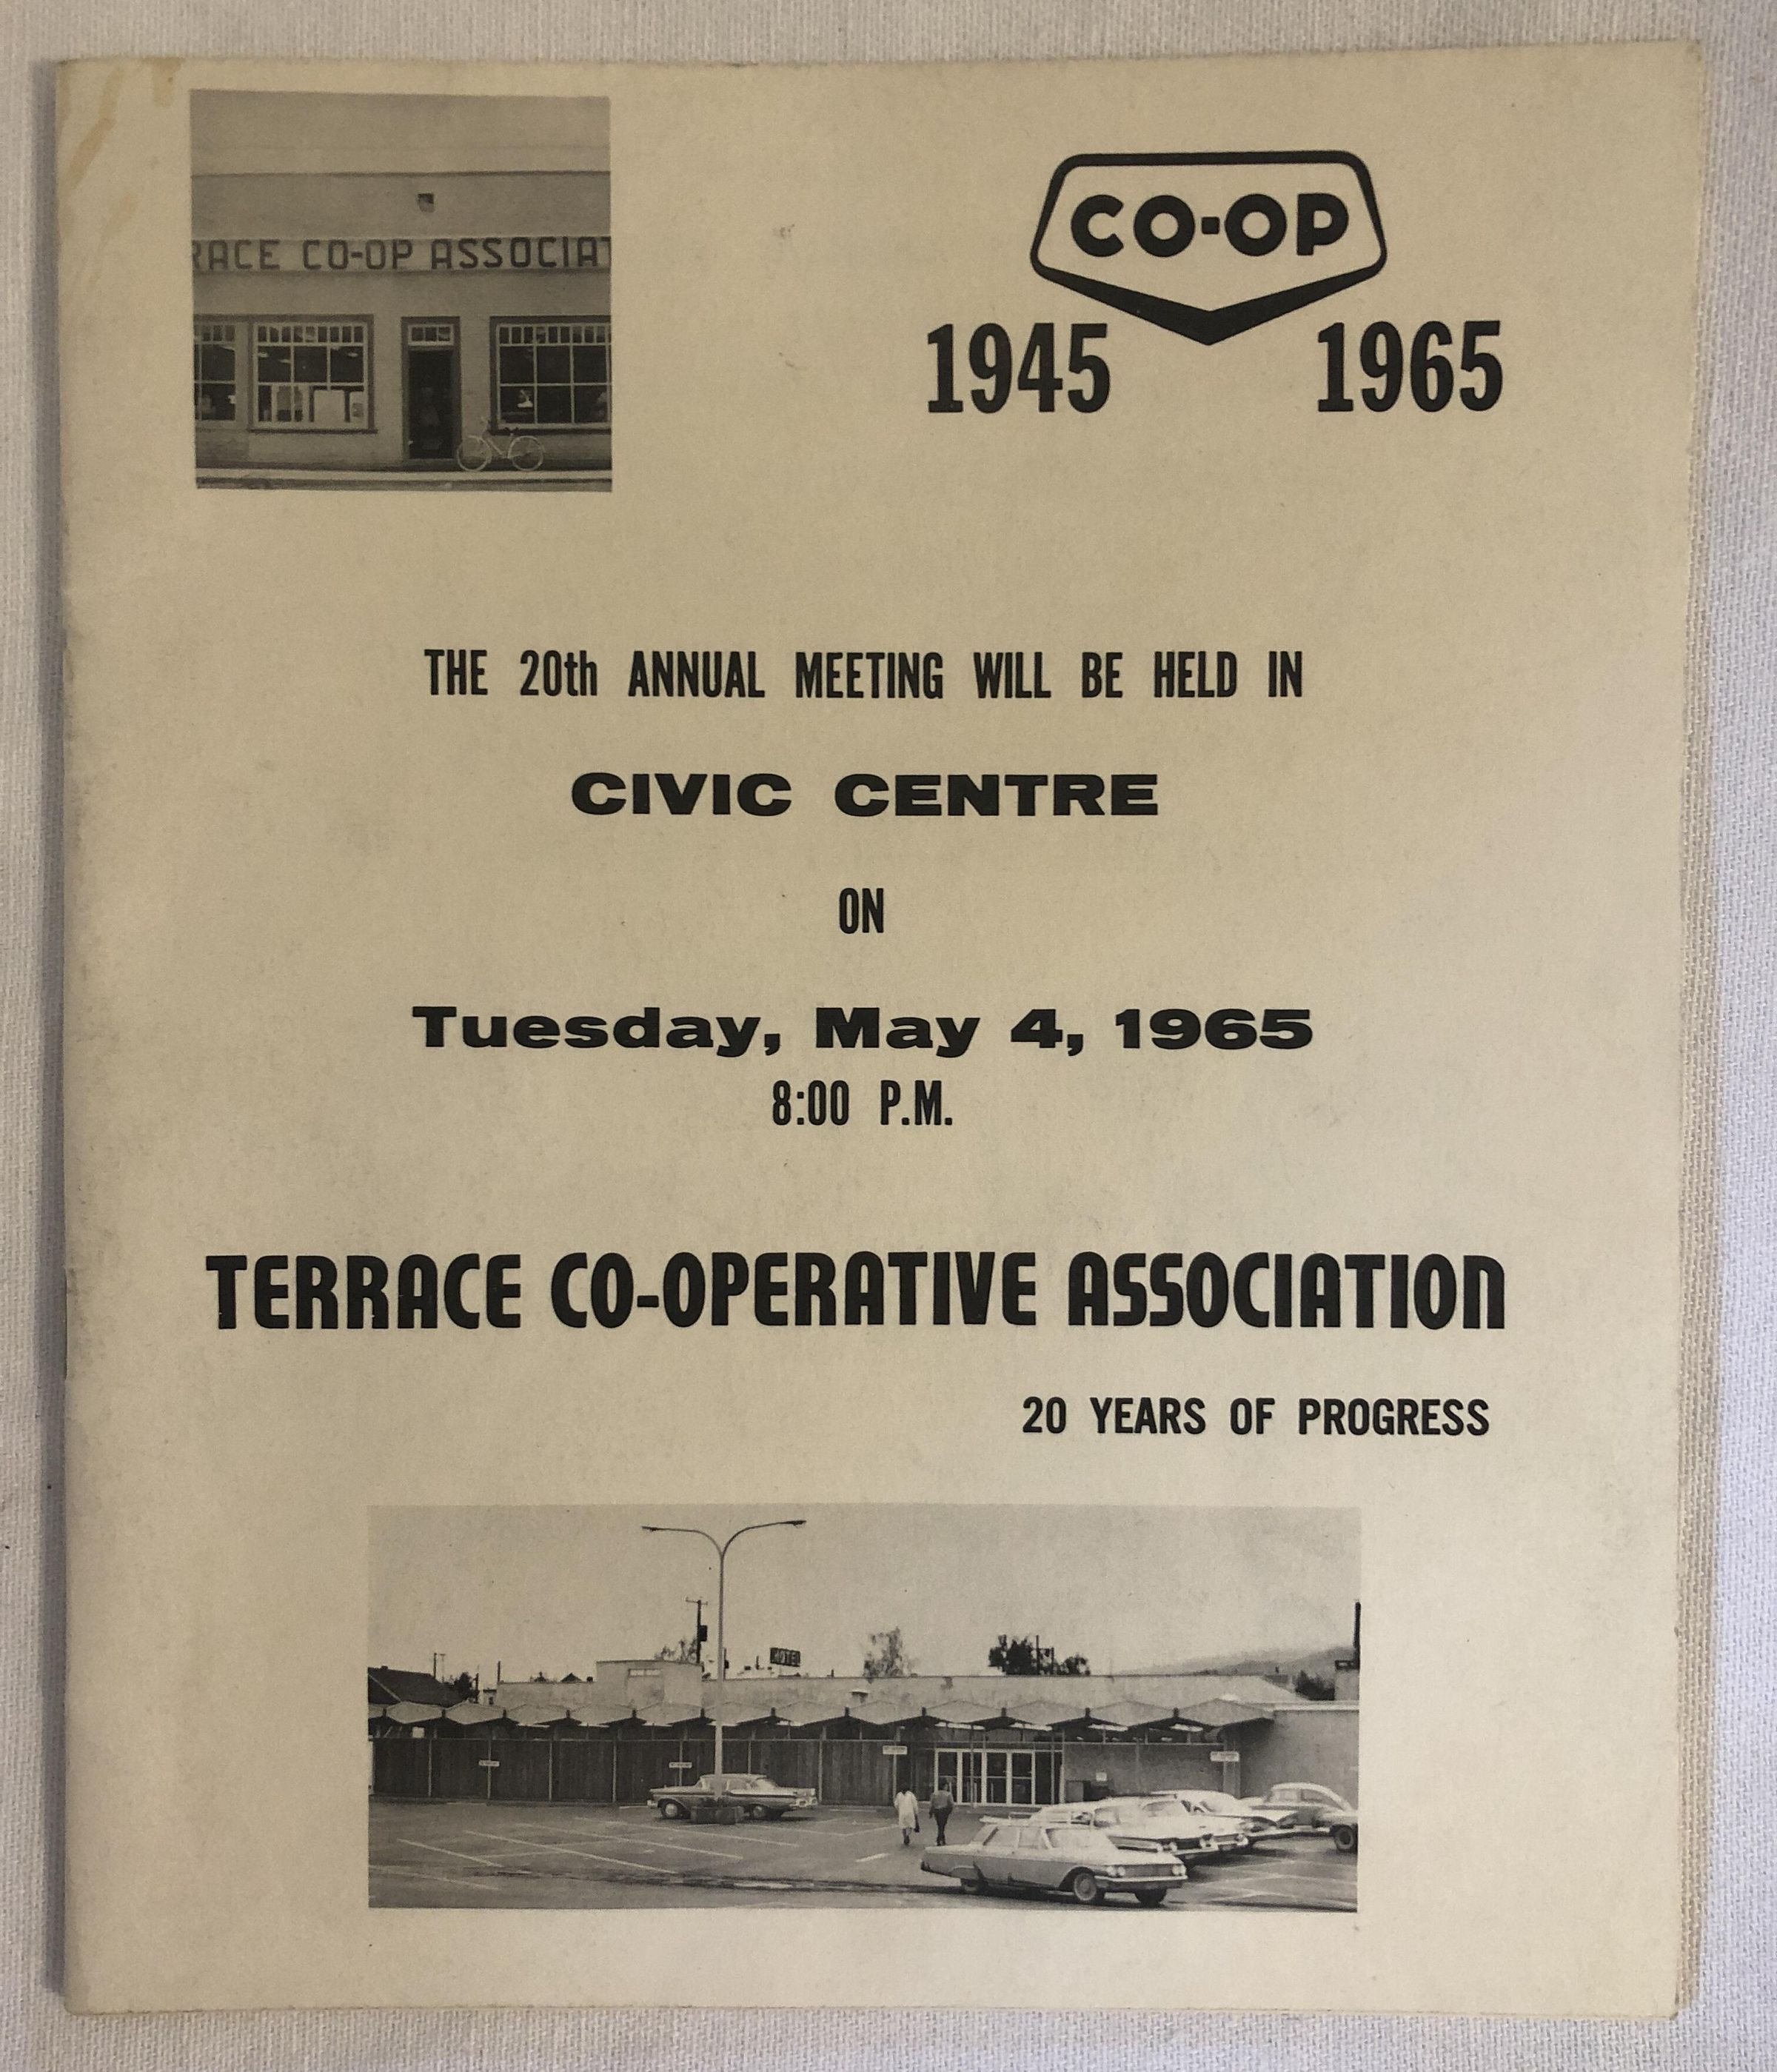 RACE CO-OP ASSOCIAT
CO-OP
1945 1965
THE 20th ANNUAL MEETING WILL BE HELD IN
CIVIC CENTRE
ON
Tuesday, May 4, 1965
8:00 P.M.
TERRACE CO-OPERATIVE ASSOCIATION
20 YEARS OF PROGRESS